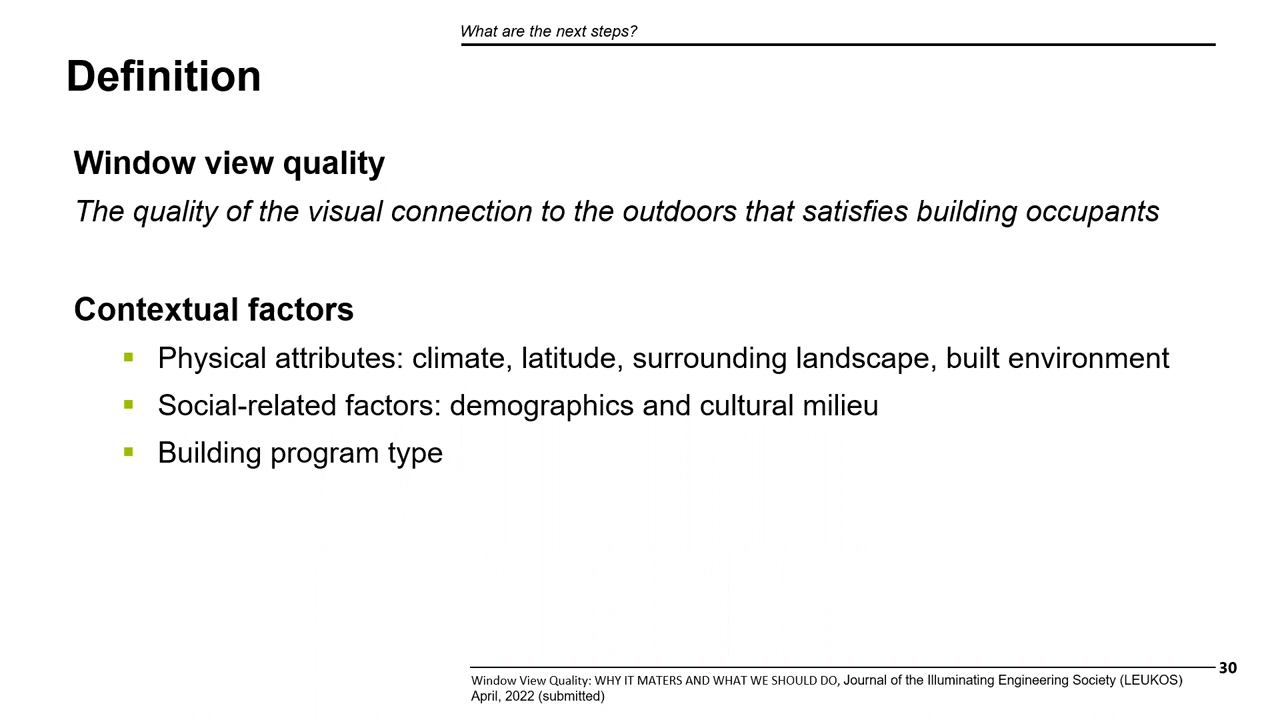 What are the next steps?
Definition
Window view quality
The quality of the visual connection to the outdoors that satisfies building occupants
Contextual factors
▪ Physical attributes: climate, latitude, surrounding landscape, built environment
▪ Social-related factors: demographics and cultural milieu
▪ Building program type
30
Window View Quality: WHY IT MATERS AND WHAT WE SHOULD DO, Journal of the Illuminating Engineering Society (LEUKOS)
April, 2022 (submitted)